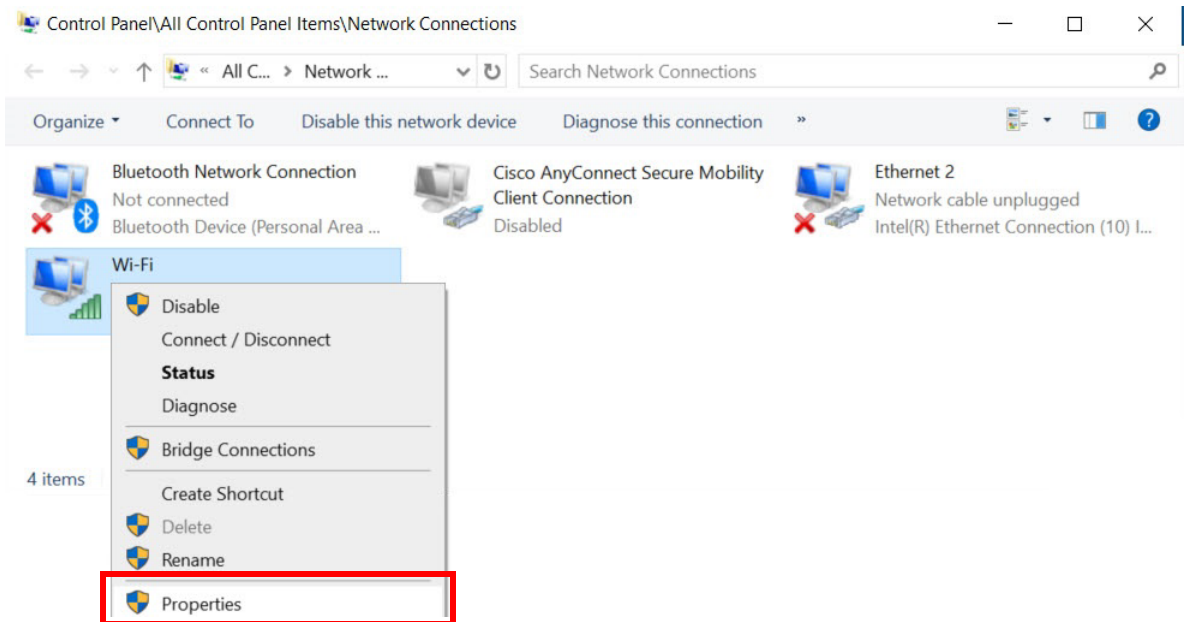 Control Panel\All Control Panel Items\Network Connections
« All C... > Network ...
Search Network Connections
Organize
Connect To
Disable this network device
Diagnose this connection
»
?
Bluetooth Network Connection
Not connected
Bluetooth Device (Personal Area ...
Cisco AnyConnect Secure Mobility
Client Connection
Disabled
Ethernet 2
Network cable unplugged
Intel(R) Ethernet Connection (10) I...
Wi-Fi
Disable
Connect / Disconnect
Status
Diagnose
Bridge Connections
Create Shortcut
Delete
Rename
Properties
4 items